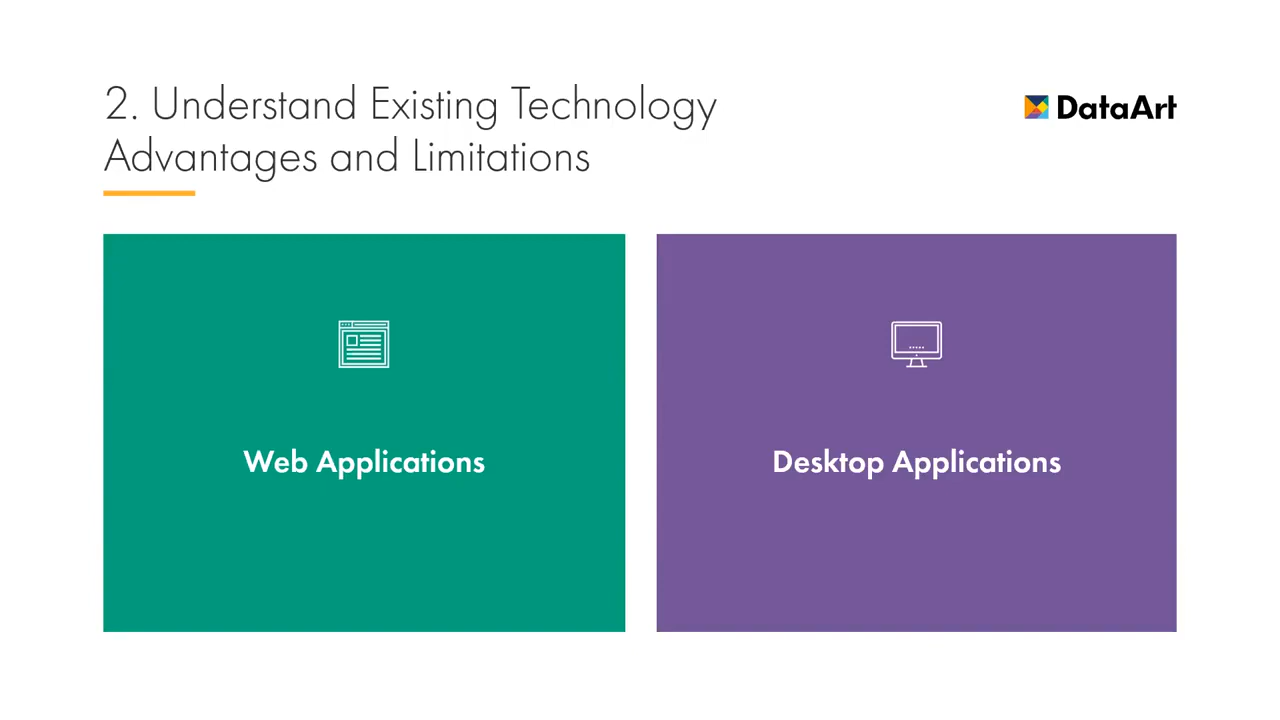 2. Understand Existing Technology
Advantages and Limitations
DataArt
Web Applications
Desktop Applications